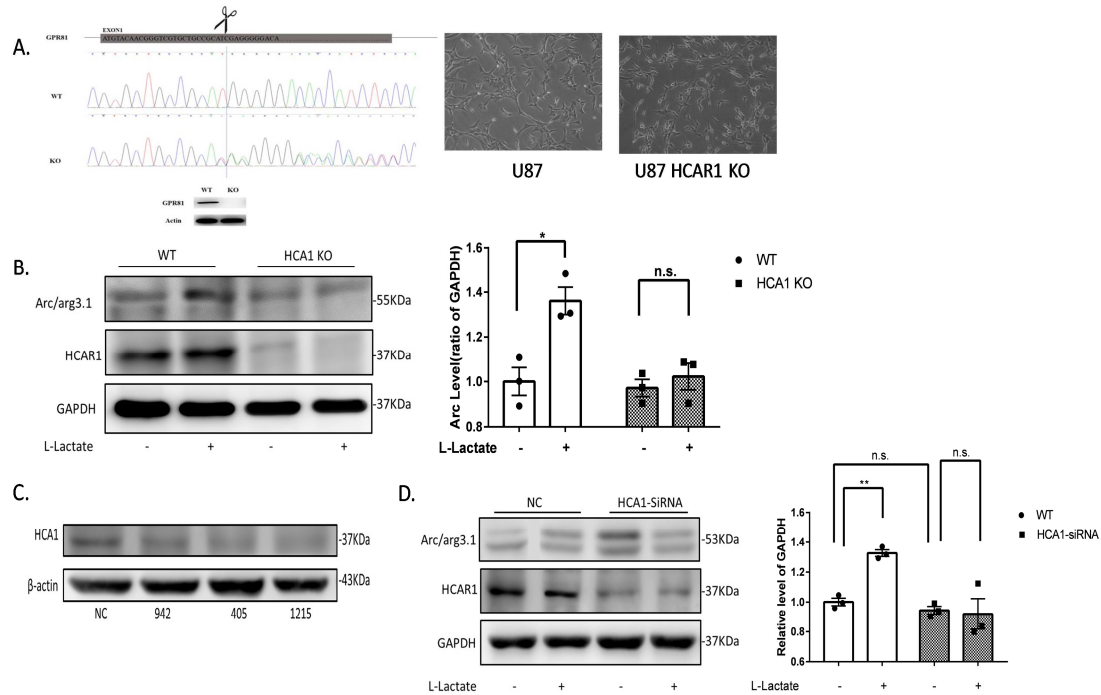 A.
EXON1
GPR81
ATGTACAACGGGTCGTGCTGCCGCATCGAGGGGGACA
WT
KO
WT KO
GPR81
Actin
U87
U87 HCAR1 KO
B.
WT HCA1 KO
Arc/arg3.1
-55KDa
HCAR1
-37KDa
GAPDH
-37KDa
L-Lactate - + - +
Arc Level(ratio of GAPDH)
1.6
1.4
1.2
1.0
0.8
*
n.s.
WT
HCA1 KO
L-Lactate - + - +
C.
HCA1
-37KDa
β-actin
-43KDa
NC 942 405 1215
D.
NC HCA1-SiRNA
Arc/arg3.1
-53KDa
HCAR1
-37KDa
GAPDH
-37KDa
L-Lactate - + - +
Relative level of GAPDH
1.6
1.4
1.2
1.0
0.8
0.6
n.s.
**
n.s.
WT
HCA1-siRNA
L-Lactate - + - +